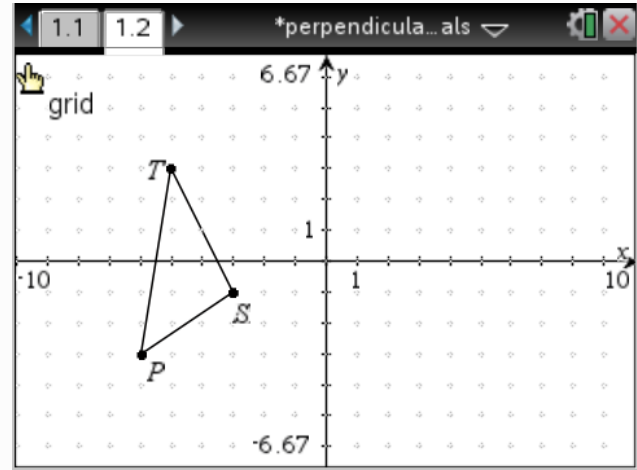 1.1 1.2 *perpendicula…als
6.67 y
grid
T
1
x
-10 1 10
S
P
-6.67